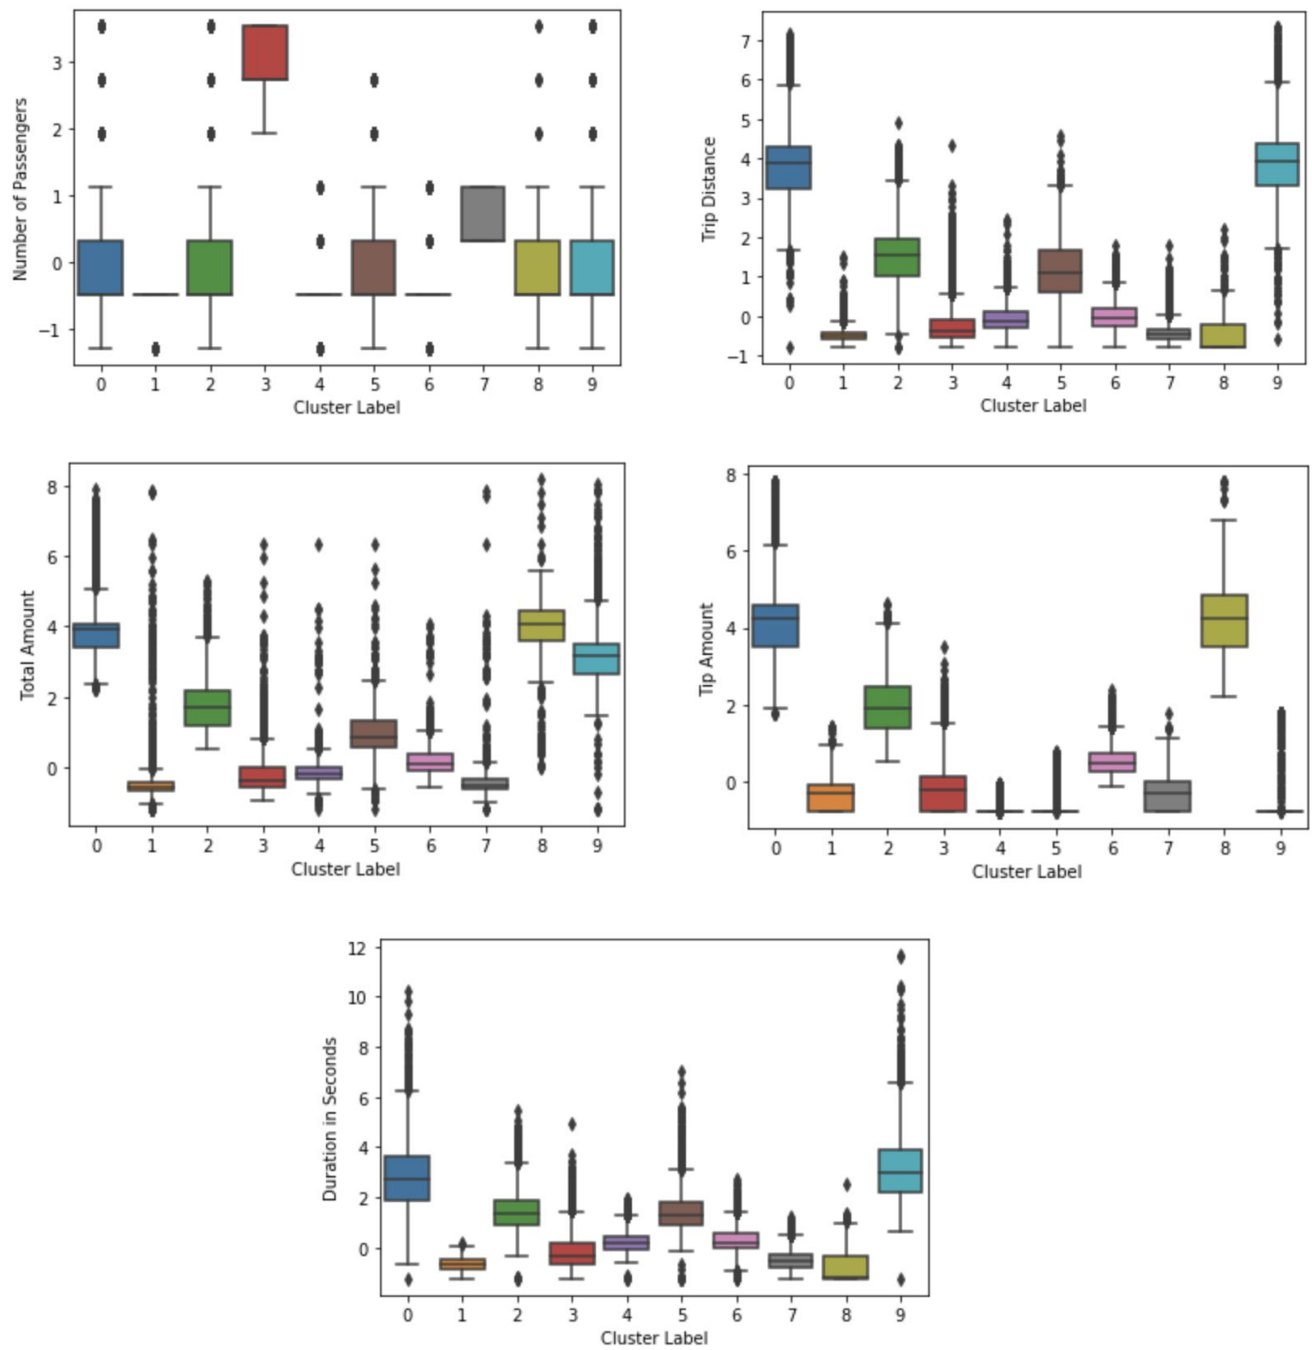 Number of Passengers
3
2
1
0
−1
0 1 2 3 4 5 6 7 8 9
Cluster Label
Trip Distance
7
6
5
4
3
2
1
0
−1
0 1 2 3 4 5 6 7 8 9
Cluster Label
Total Amount
8
6
4
2
0
0 1 2 3 4 5 6 7 8 9
Cluster Label
Tip Amount
8
6
4
2
0
0 1 2 3 4 5 6 7 8 9
Cluster Label
Duration in Seconds
12
10
8
6
4
2
0
0 1 2 3 4 5 6 7 8 9
Cluster Label